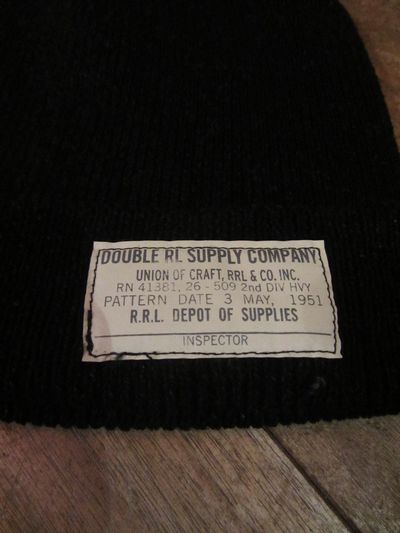 DOUBLE RL SUPPLY COMPANY
UNION OF CRAFT, RRL & CO. INC.
RN 41381, 26 - 509 2nd DIV HVY
PATTERN DATE 3 MAY, 1951
R.R.L. DEPOT OF SUPPLIES
INSPECTOR